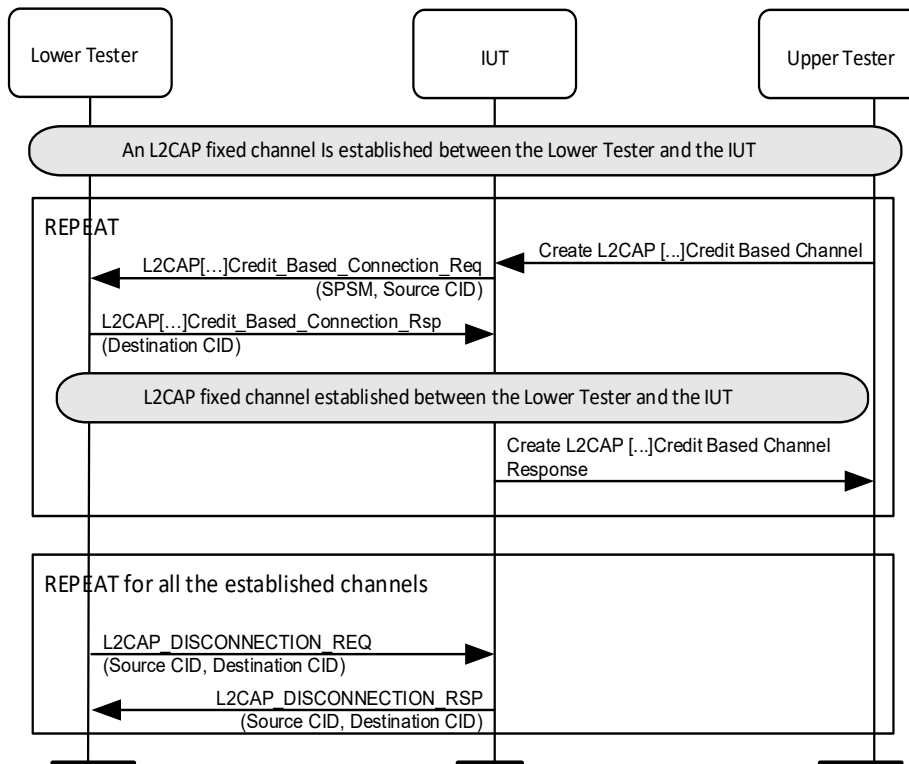 Lower Tester
IUT
Upper Tester
An L2CAP fixed channel Is established between the Lower Tester and the IUT
REPEAT
Create L2CAP [...]Credit Based Channel
L2CAP[...]Credit_Based_Connection_Req
(SPSM, Source CID)
L2CAP[...]Credit_Based_Connection_Rsp
(Destination CID)
L2CAP fixed channel established between the Lower Tester and the IUT
Create L2CAP [...]Credit Based Channel
Response
REPEAT for all the established channels
L2CAP_DISCONNECTION_REQ
(Source CID, Destination CID)
L2CAP_DISCONNECTION_RSP
(Source CID, Destination CID)